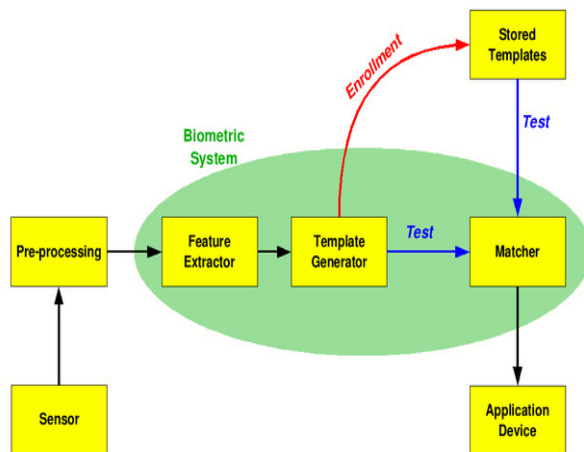 Stored
Templates
Enrollment
Test
Biometric
System
Pre-processing
Feature
Extractor
Template
Generator
Test
Matcher
Sensor
Application
Device